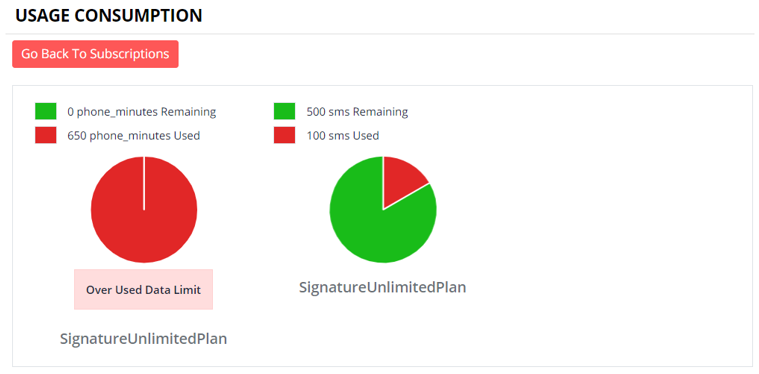 USAGE CONSUMPTION
Go Back To Subscriptions
0 phone_minutes Remaining
650 phone_minutes Used
Over Used Data Limit
SignatureUnlimitedPlan
500 sms Remaining
100 sms Used
SignatureUnlimitedPlan